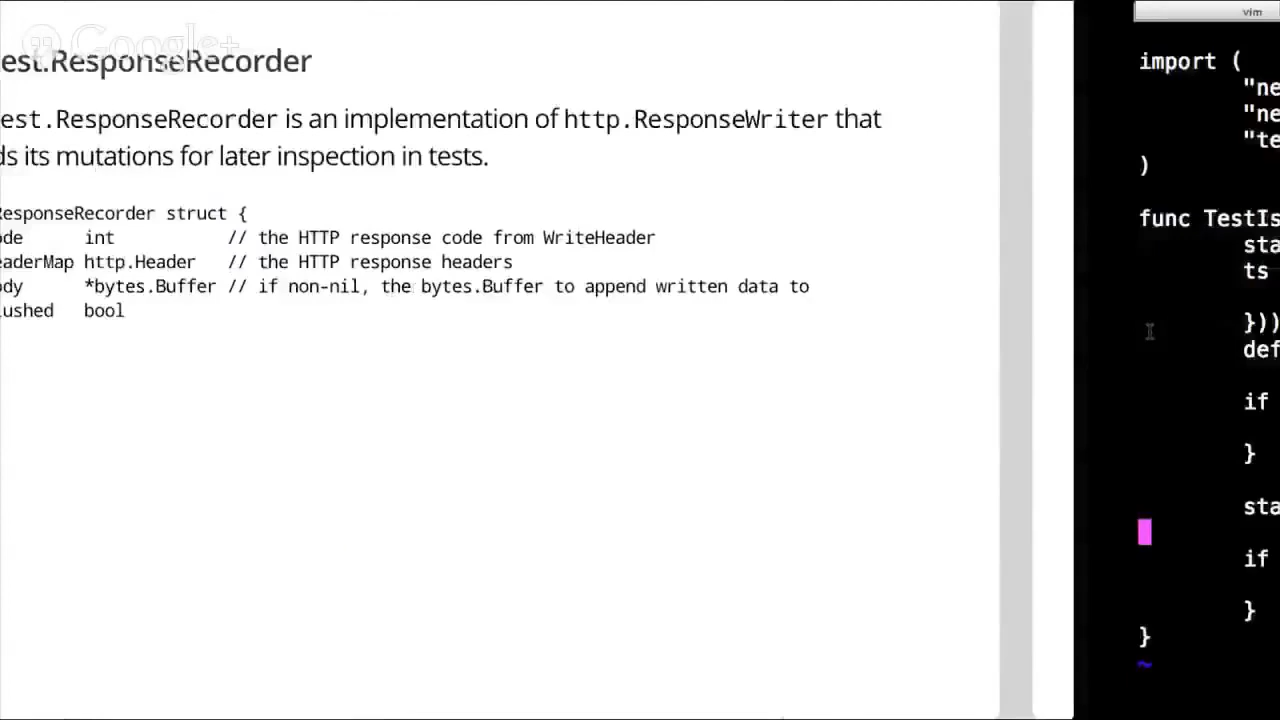 Google+
est.ResponseRecorder
est.ResponseRecorder is an implementation of http.ResponseWriter that
ds its mutations for later inspection in tests.
ResponseRecorder struct {
ode int // the HTTP response code from WriteHeader
eaderMap http.Header // the HTTP response headers
ody *bytes.Buffer // if non-nil, the bytes.Buffer to append written data to
lushed bool
vim
import (
"ne
"ne
"te
)
func TestIs
sta
ts
}))
def
if
}
sta
if
}
}
~